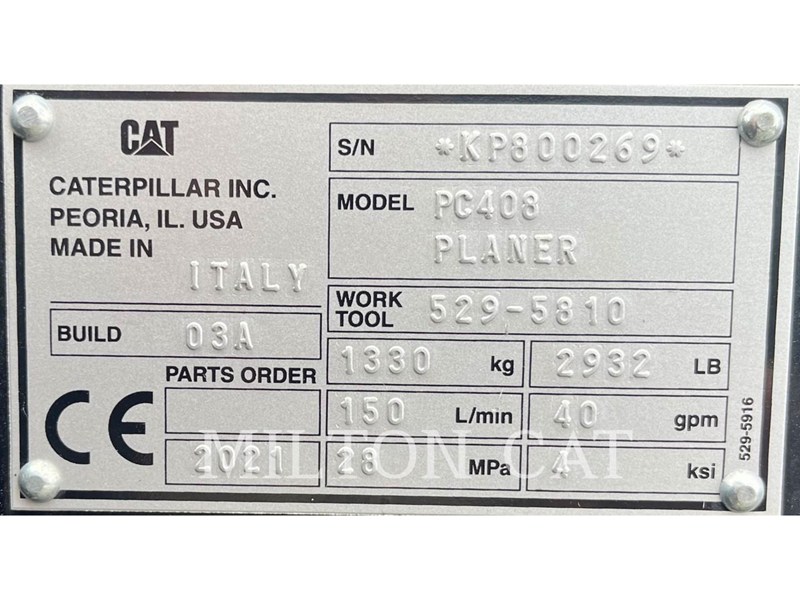 CAT
CATERPILLAR INC.
PEORIA, IL. USA
MADE IN
ITALY
BUILD 03A
PARTS ORDER
2021
CE
S/N *KP800269*
MODEL PC408
PLANER
WORK TOOL 529-5810
1330 kg 2932 LB
150 L/min 40 gpm
28 MPa 4 ksi
529-5916
MILTON CAT